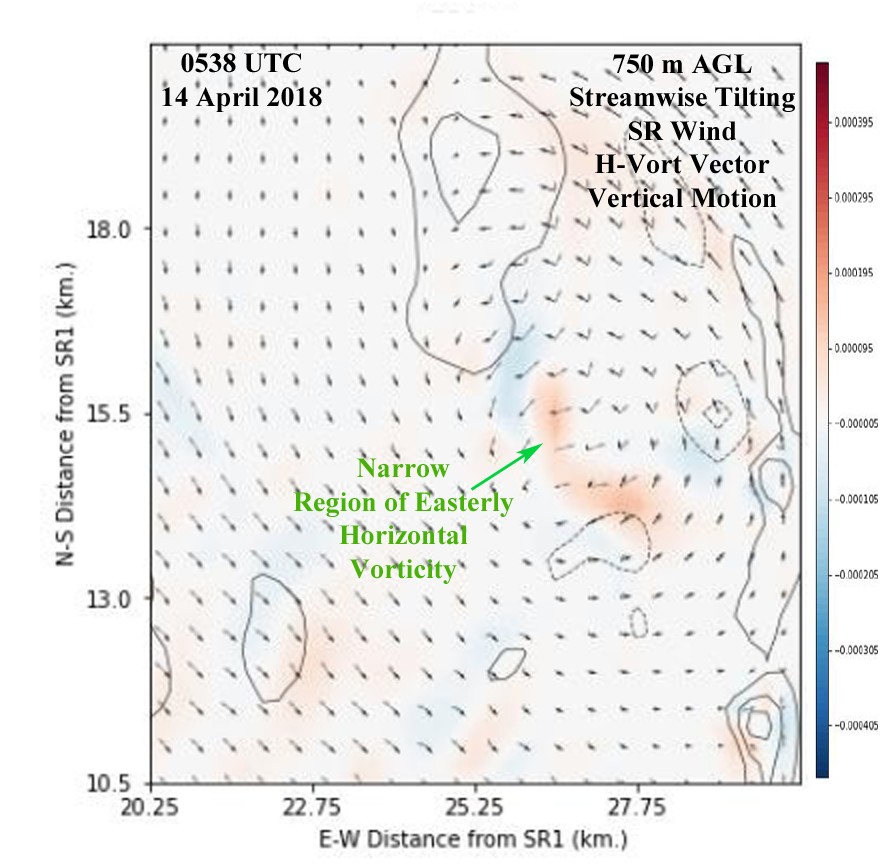 0538 UTC
14 April 2018
750 m AGL
Streamwise Tilting
SR Wind
H-Vort Vector
Vertical Motion
Narrow
Region of Easterly
Horizontal
Vorticity
N-S Distance from SR1 (km.)
18.0
15.5
13.0
10.5
20.25
22.75
25.25
27.75
E-W Distance from SR1 (km.)
0.000395
0.000295
0.000195
0.000095
−0.000005
−0.000105
−0.000205
−0.000305
−0.000405